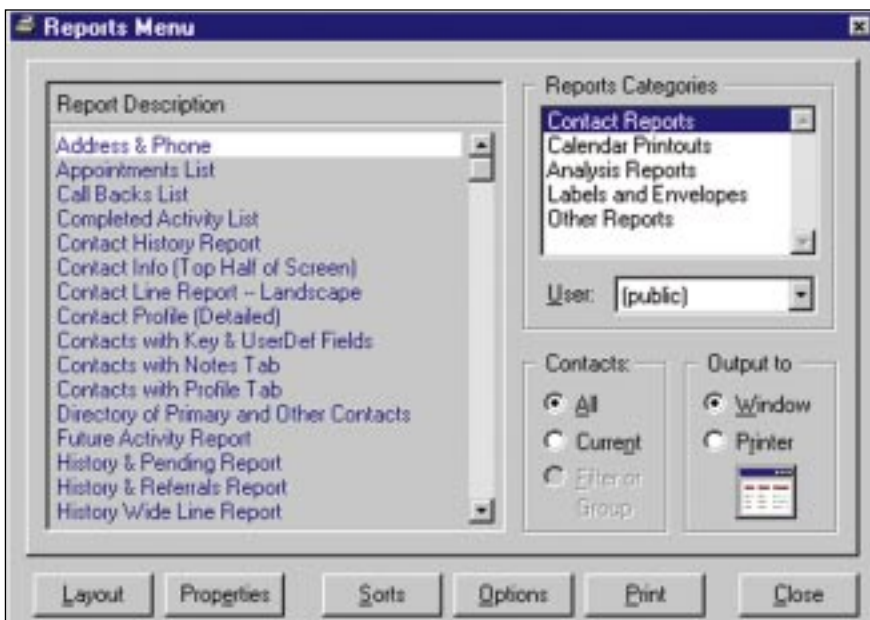 Reports Menu
Report Description
Address & Phone
Appointments List
Call Backs List
Completed Activity List
Contact History Report
Contact Info (Top Half of Screen)
Contact Line Report -- Landscape
Contact Profile (Detailed)
Contacts with Key & UserDef Fields
Contacts with Notes Tab
Contacts with Profile Tab
Directory of Primary and Other Contacts
Future Activity Report
History & Pending Report
History & Referrals Report
History Wide Line Report
Reports Categories
Contact Reports
Calendar Printouts
Analysis Reports
Labels and Envelopes
Other Reports
User: (public)
Contacts:
All
Current
Filter or
Group
Output to
Window
Printer
Layout Properties Sorts Options Print Close